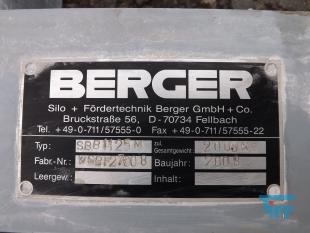 BERGER
Silo + Fördertechnik Berger GmbH+Co.
Bruckstraße 56, D-70734 Fellbach
Tel. +49-0-711/57555-0 Fax +49-0-711/57555-22
Typ: zul. Gesamtgewicht:
Fabr.-Nr.: Baujahr: 2008
Leergew.: Inhalt: